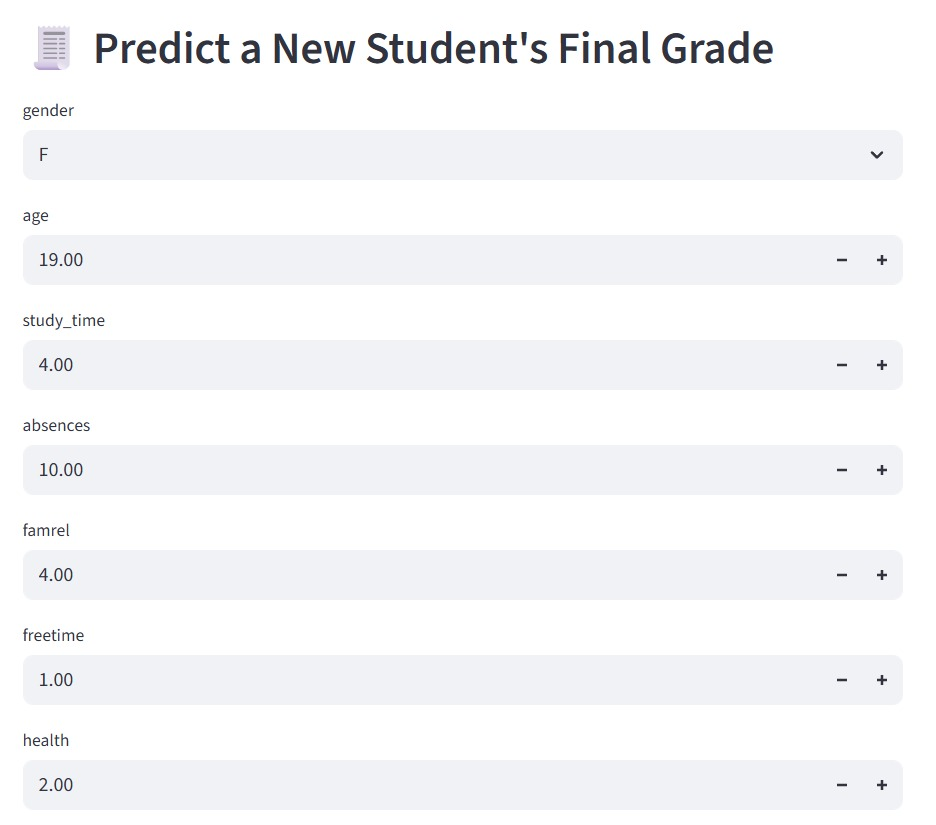 Predict a New Student's Final Grade
gender
F
age
19.00
study_time
4.00
absences
10.00
famrel
4.00
freetime
1.00
health
2.00